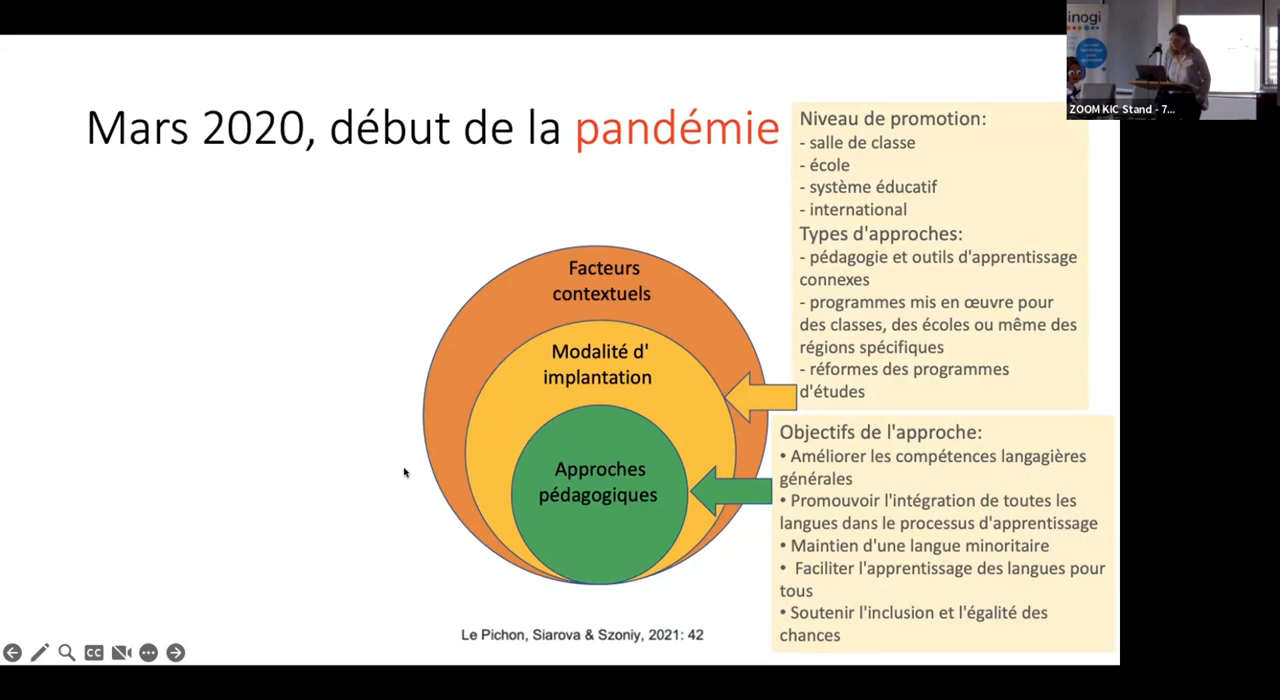 inogi
ZOOM KIC Stand - 7...
Mars 2020, début de la pandémie
Niveau de promotion:
- salle de classe
- école
- système éducatif
- international
Types d'approches:
- pédagogie et outils d'apprentissage
connexes
- programmes mis en œuvre pour
des classes, des écoles ou même des
régions spécifiques
- réformes des programmes
d'études
Facteurs
contextuels
Modalité d'
implantation
Approches
pédagogiques
Objectifs de l'approche:
• Améliorer les compétences langagières
générales
• Promouvoir l'intégration de toutes les
langues dans le processus d'apprentissage
• Maintien d'une langue minoritaire
• Faciliter l'apprentissage des langues pour
tous
• Soutenir l'inclusion et l'égalité des
chances
Le Pichon, Siarova & Szoniy, 2021: 42
CC